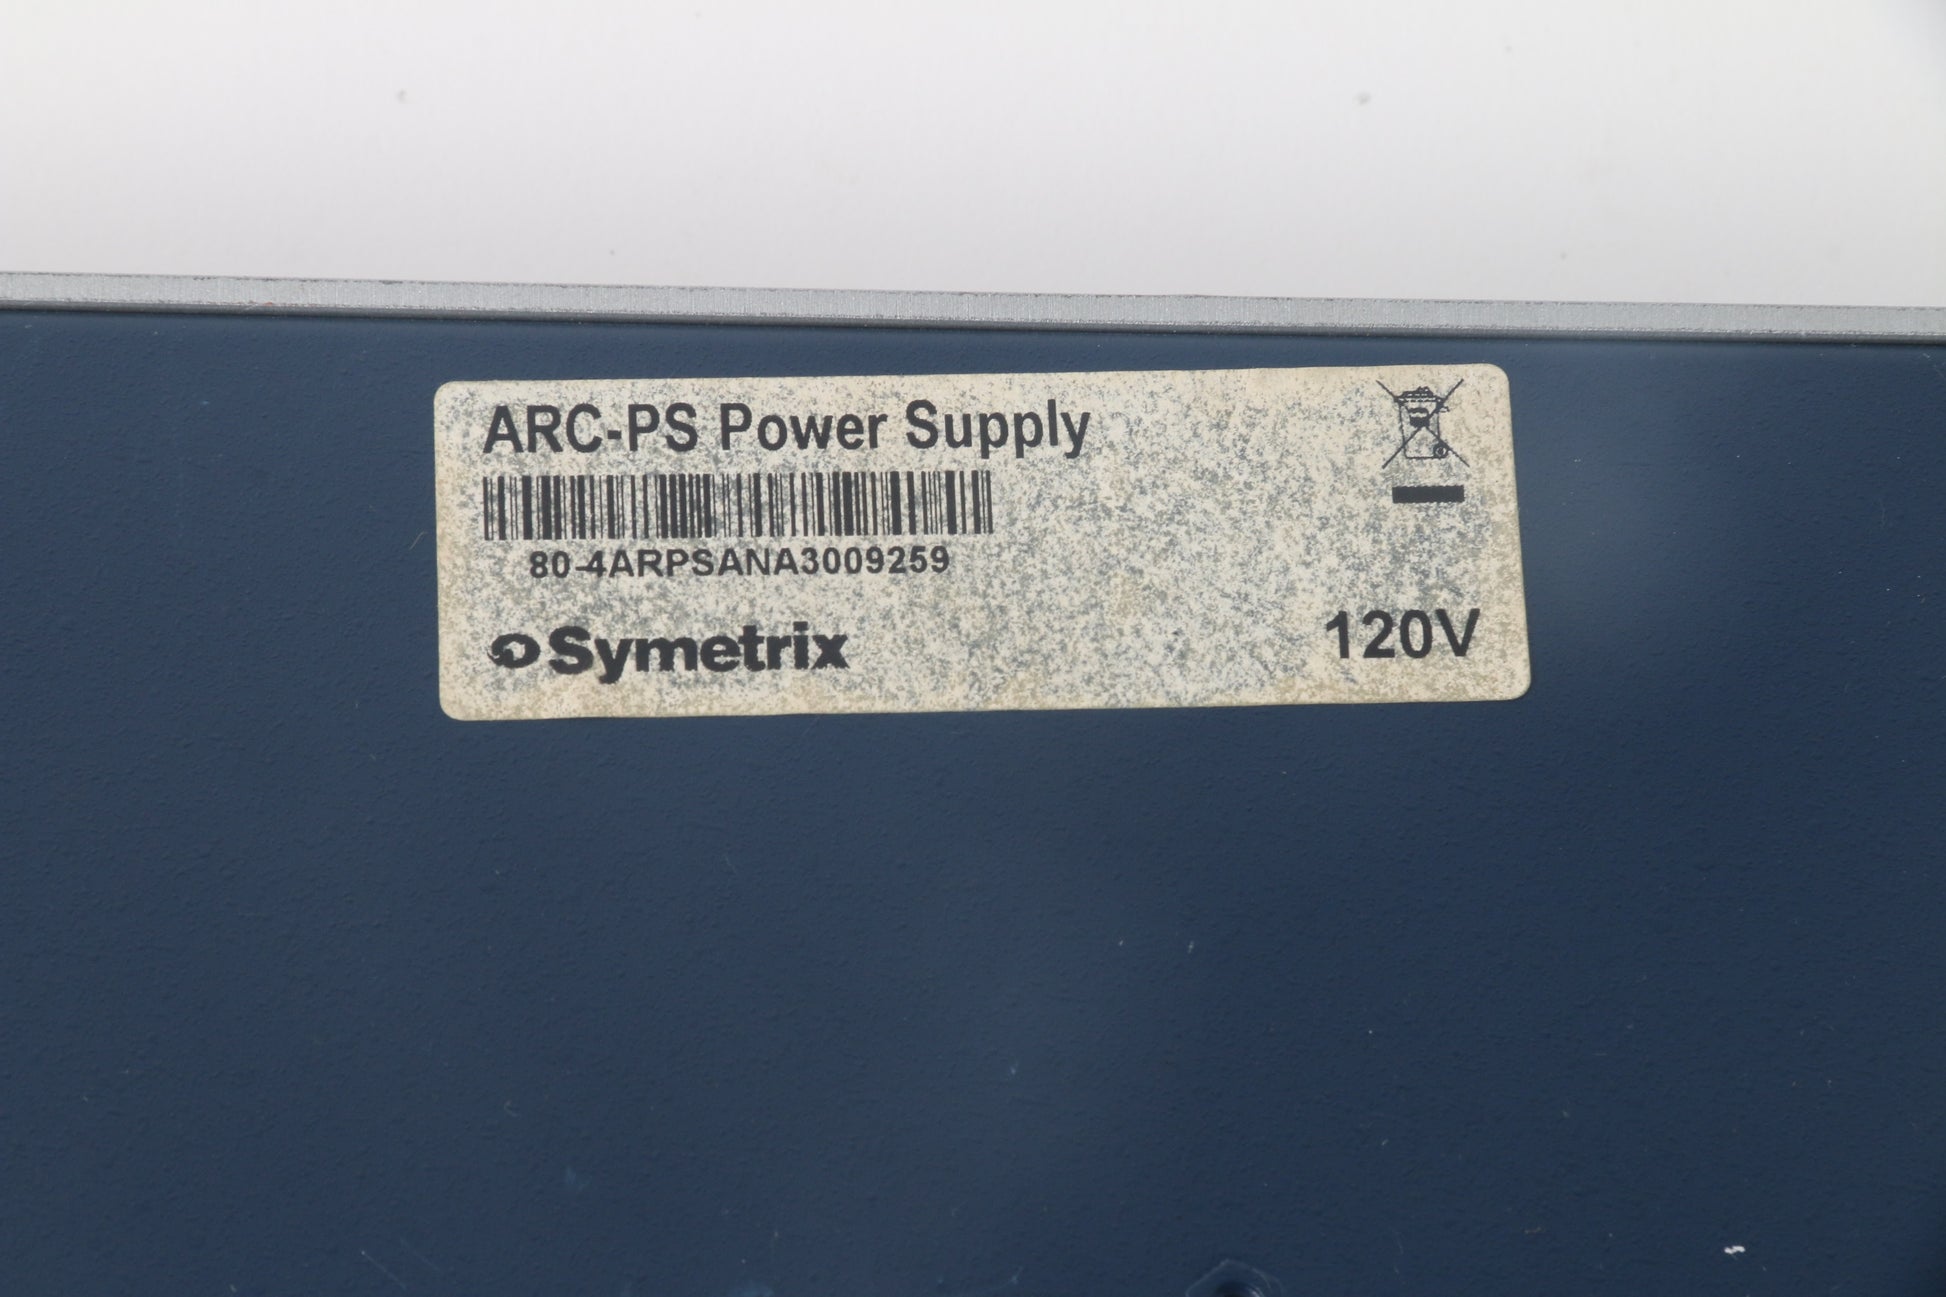 ARC-PS Power Supply
80-4ARPSANA3009259
Symetrix
120V